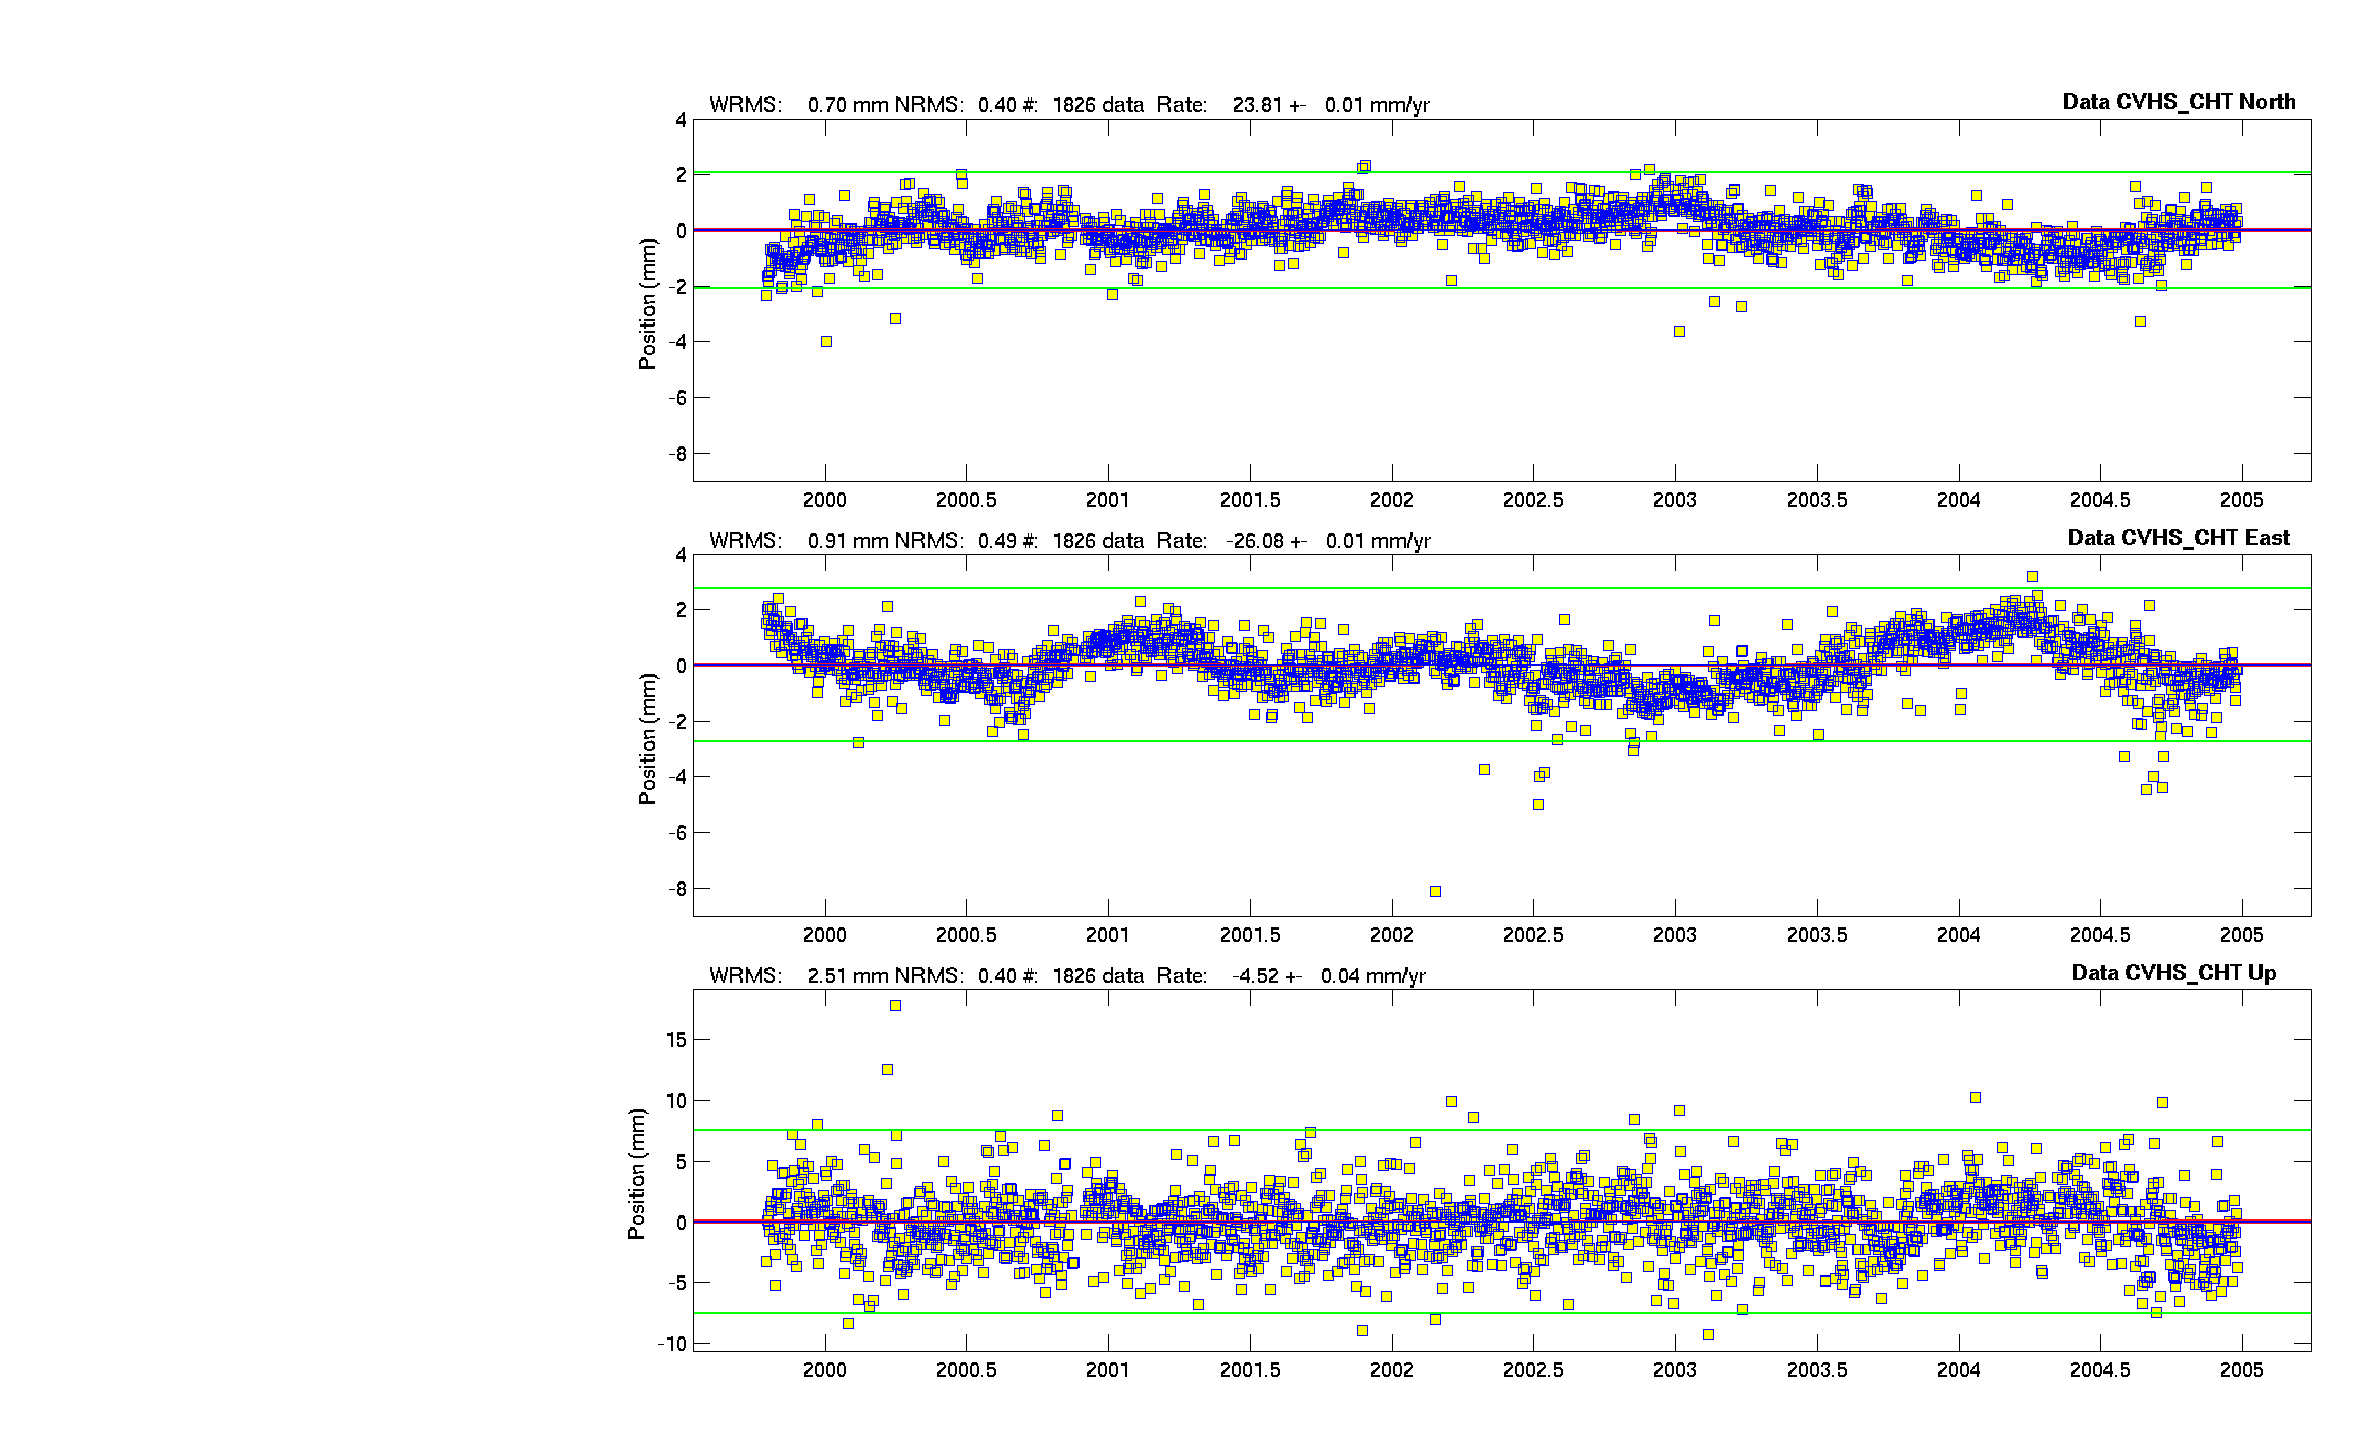 WRMS: 0.70 mm NRMS: 0.40 #: 1826 data Rate: 23.81 +- 0.01 mm/yr
Data CVHS_CHT North
4
2
0
-2
-4
-6
-8
Position (mm)
2000 2000.5 2001 2001.5 2002 2002.5 2003 2003.5 2004 2004.5 2005
WRMS: 0.91 mm NRMS: 0.49 #: 1826 data Rate: -26.08 +- 0.01 mm/yr
Data CVHS_CHT East
4
2
0
-2
-4
-6
-8
Position (mm)
2000 2000.5 2001 2001.5 2002 2002.5 2003 2003.5 2004 2004.5 2005
WRMS: 2.51 mm NRMS: 0.40 #: 1826 data Rate: -4.52 +- 0.04 mm/yr
Data CVHS_CHT Up
15
10
5
0
-5
-10
Position (mm)
2000 2000.5 2001 2001.5 2002 2002.5 2003 2003.5 2004 2004.5 2005